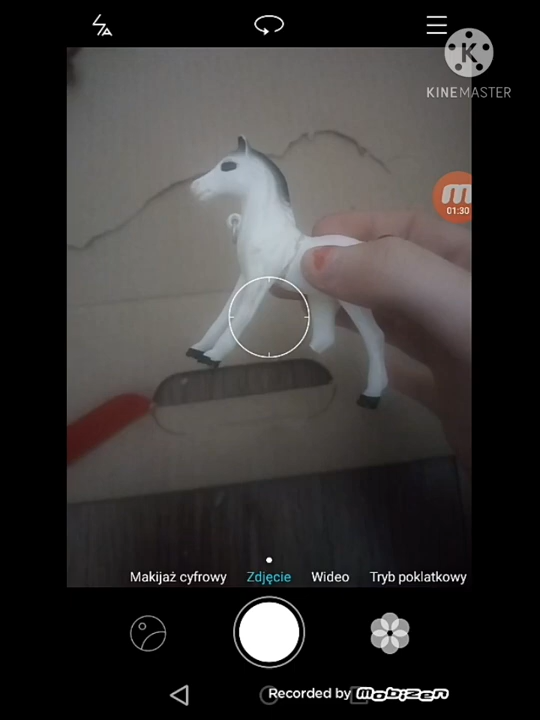 KINEMASTER
01:30
Makijaż cyfrowy Zdjęcie Wideo Tryb poklatkowy
Recorded by Mobizen